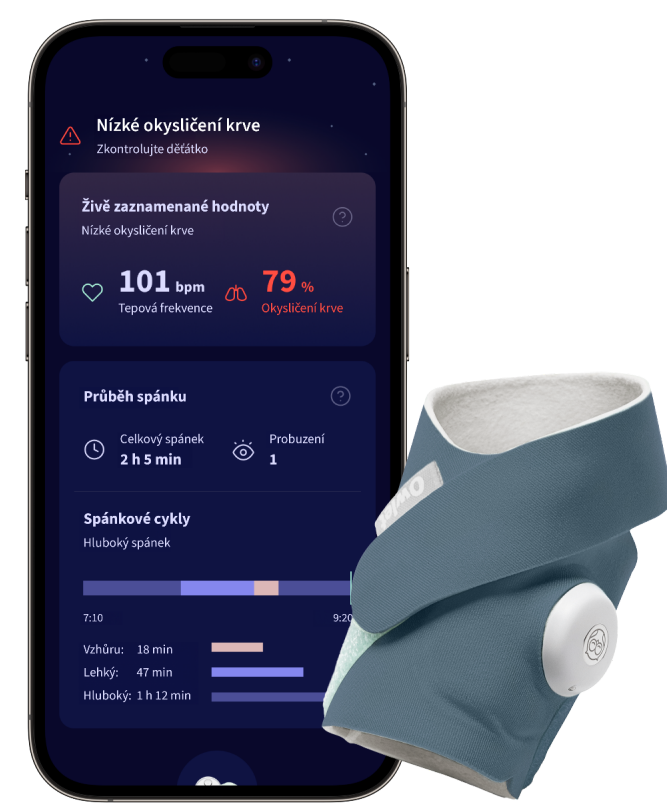 Nízké okysličení krve
Zkontrolujte děťátko
Živě zaznamenané hodnoty
?
Nízké okysličení krve
101 bpm
79 %
Tepová frekvence
Okysličení krve
Průběh spánku
?
Celkový spánek
2 h 5 min
Probuzení
1
Spánkové cykly
Hluboký spánek
7:10
9:20
Vzhůru: 18 min
Lehký: 47 min
Hluboký: 1 h 12 min
Owlet